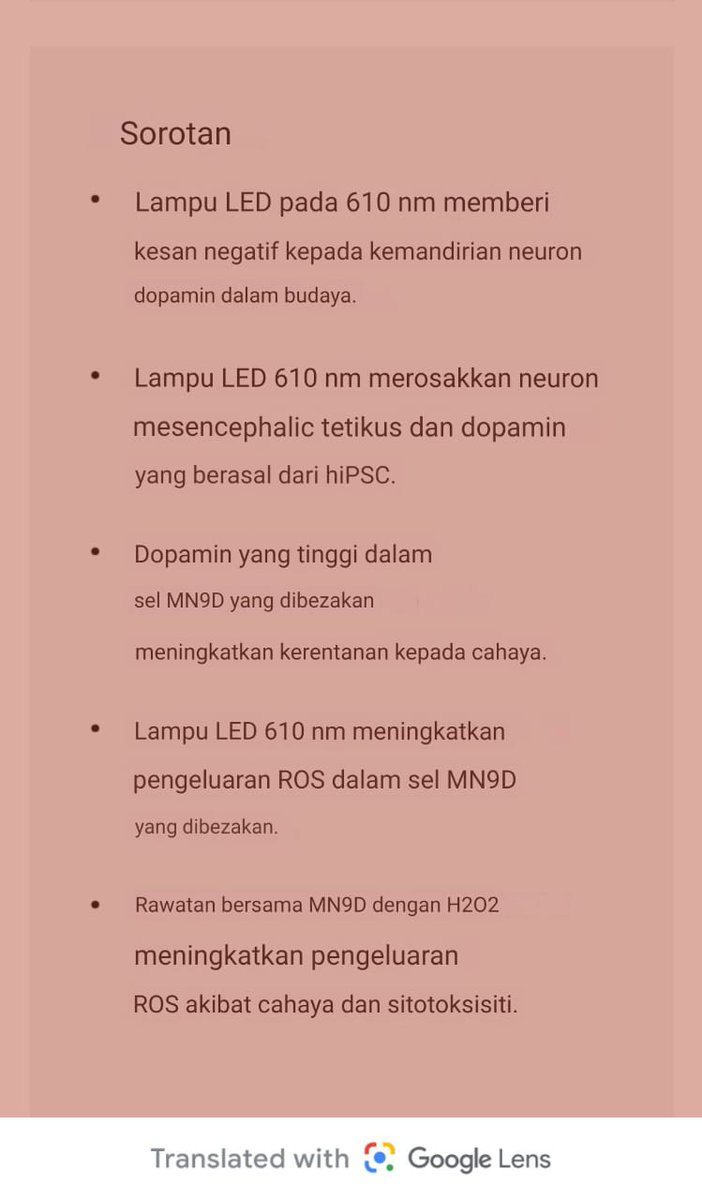 Sorotan
• Lampu LED pada 610 nm memberi
kesan negatif kepada kemandirian neuron
dopamin dalam budaya.
• Lampu LED 610 nm merosakkan neuron
mesencephalic tetikus dan dopamin
yang berasal dari hiPSC.
• Dopamin yang tinggi dalam
sel MN9D yang dibezakan
meningkatkan kerentanan kepada cahaya.
• Lampu LED 610 nm meningkatkan
pengeluaran ROS dalam sel MN9D
yang dibezakan.
• Rawatan bersama MN9D dengan H2O2
meningkatkan pengeluaran
ROS akibat cahaya dan sitotoksisiti.
Translated with Google Lens